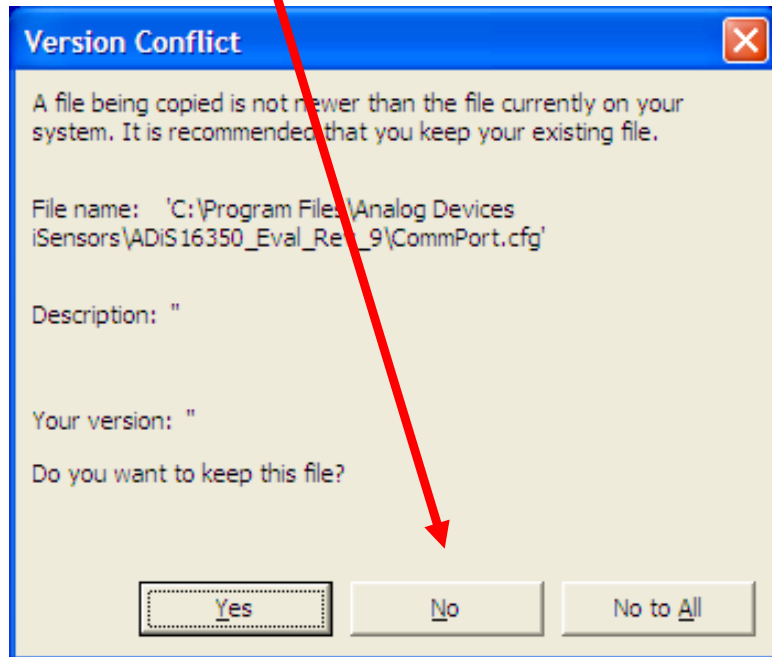 Version Conflict
A file being copied is not newer than the file currently on your
system. It is recommended that you keep your existing file.
File name: 'C:\Program Files\Analog Devices
iSensors\ADiS16350_Eval_Rev_9\CommPort.cfg'
Description: "
Your version: "
Do you want to keep this file?
Yes No No to All